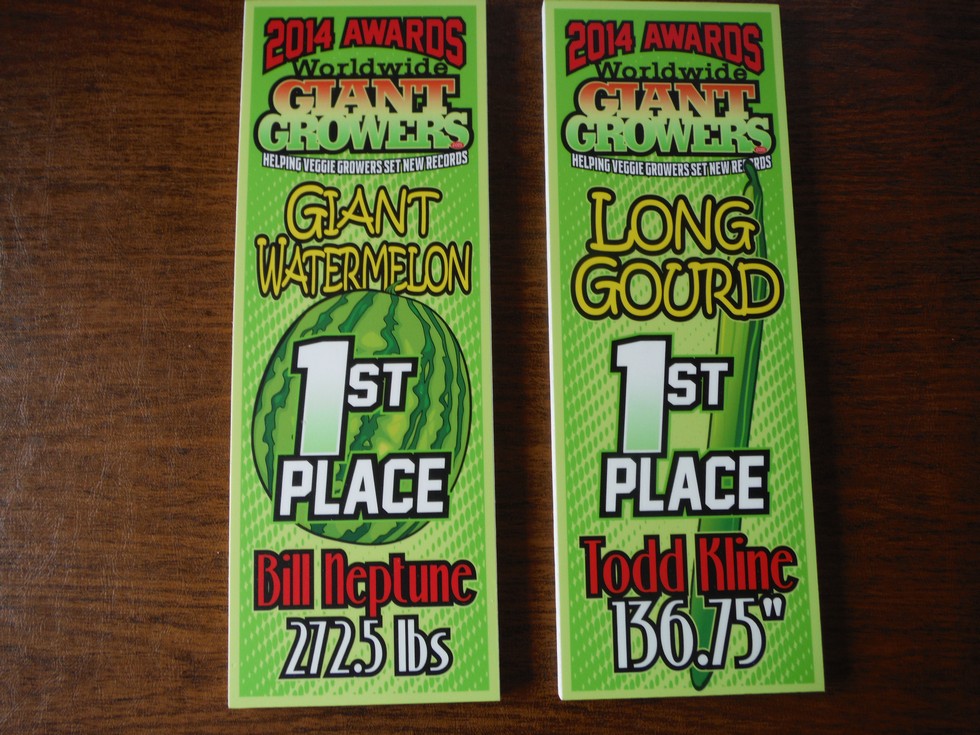 2014 AWARDS
Worldwide
GIANT
GROWERS
HELPING VEGGIE GROWERS SET NEW RECORDS
GIANT
WATERMELON
1ST
PLACE
Bill Neptune
272.5 lbs
2014 AWARDS
Worldwide
GIANT
GROWERS
HELPING VEGGIE GROWERS SET NEW RECORDS
LONG
GOURD
1ST
PLACE
Todd Kline
136.75"